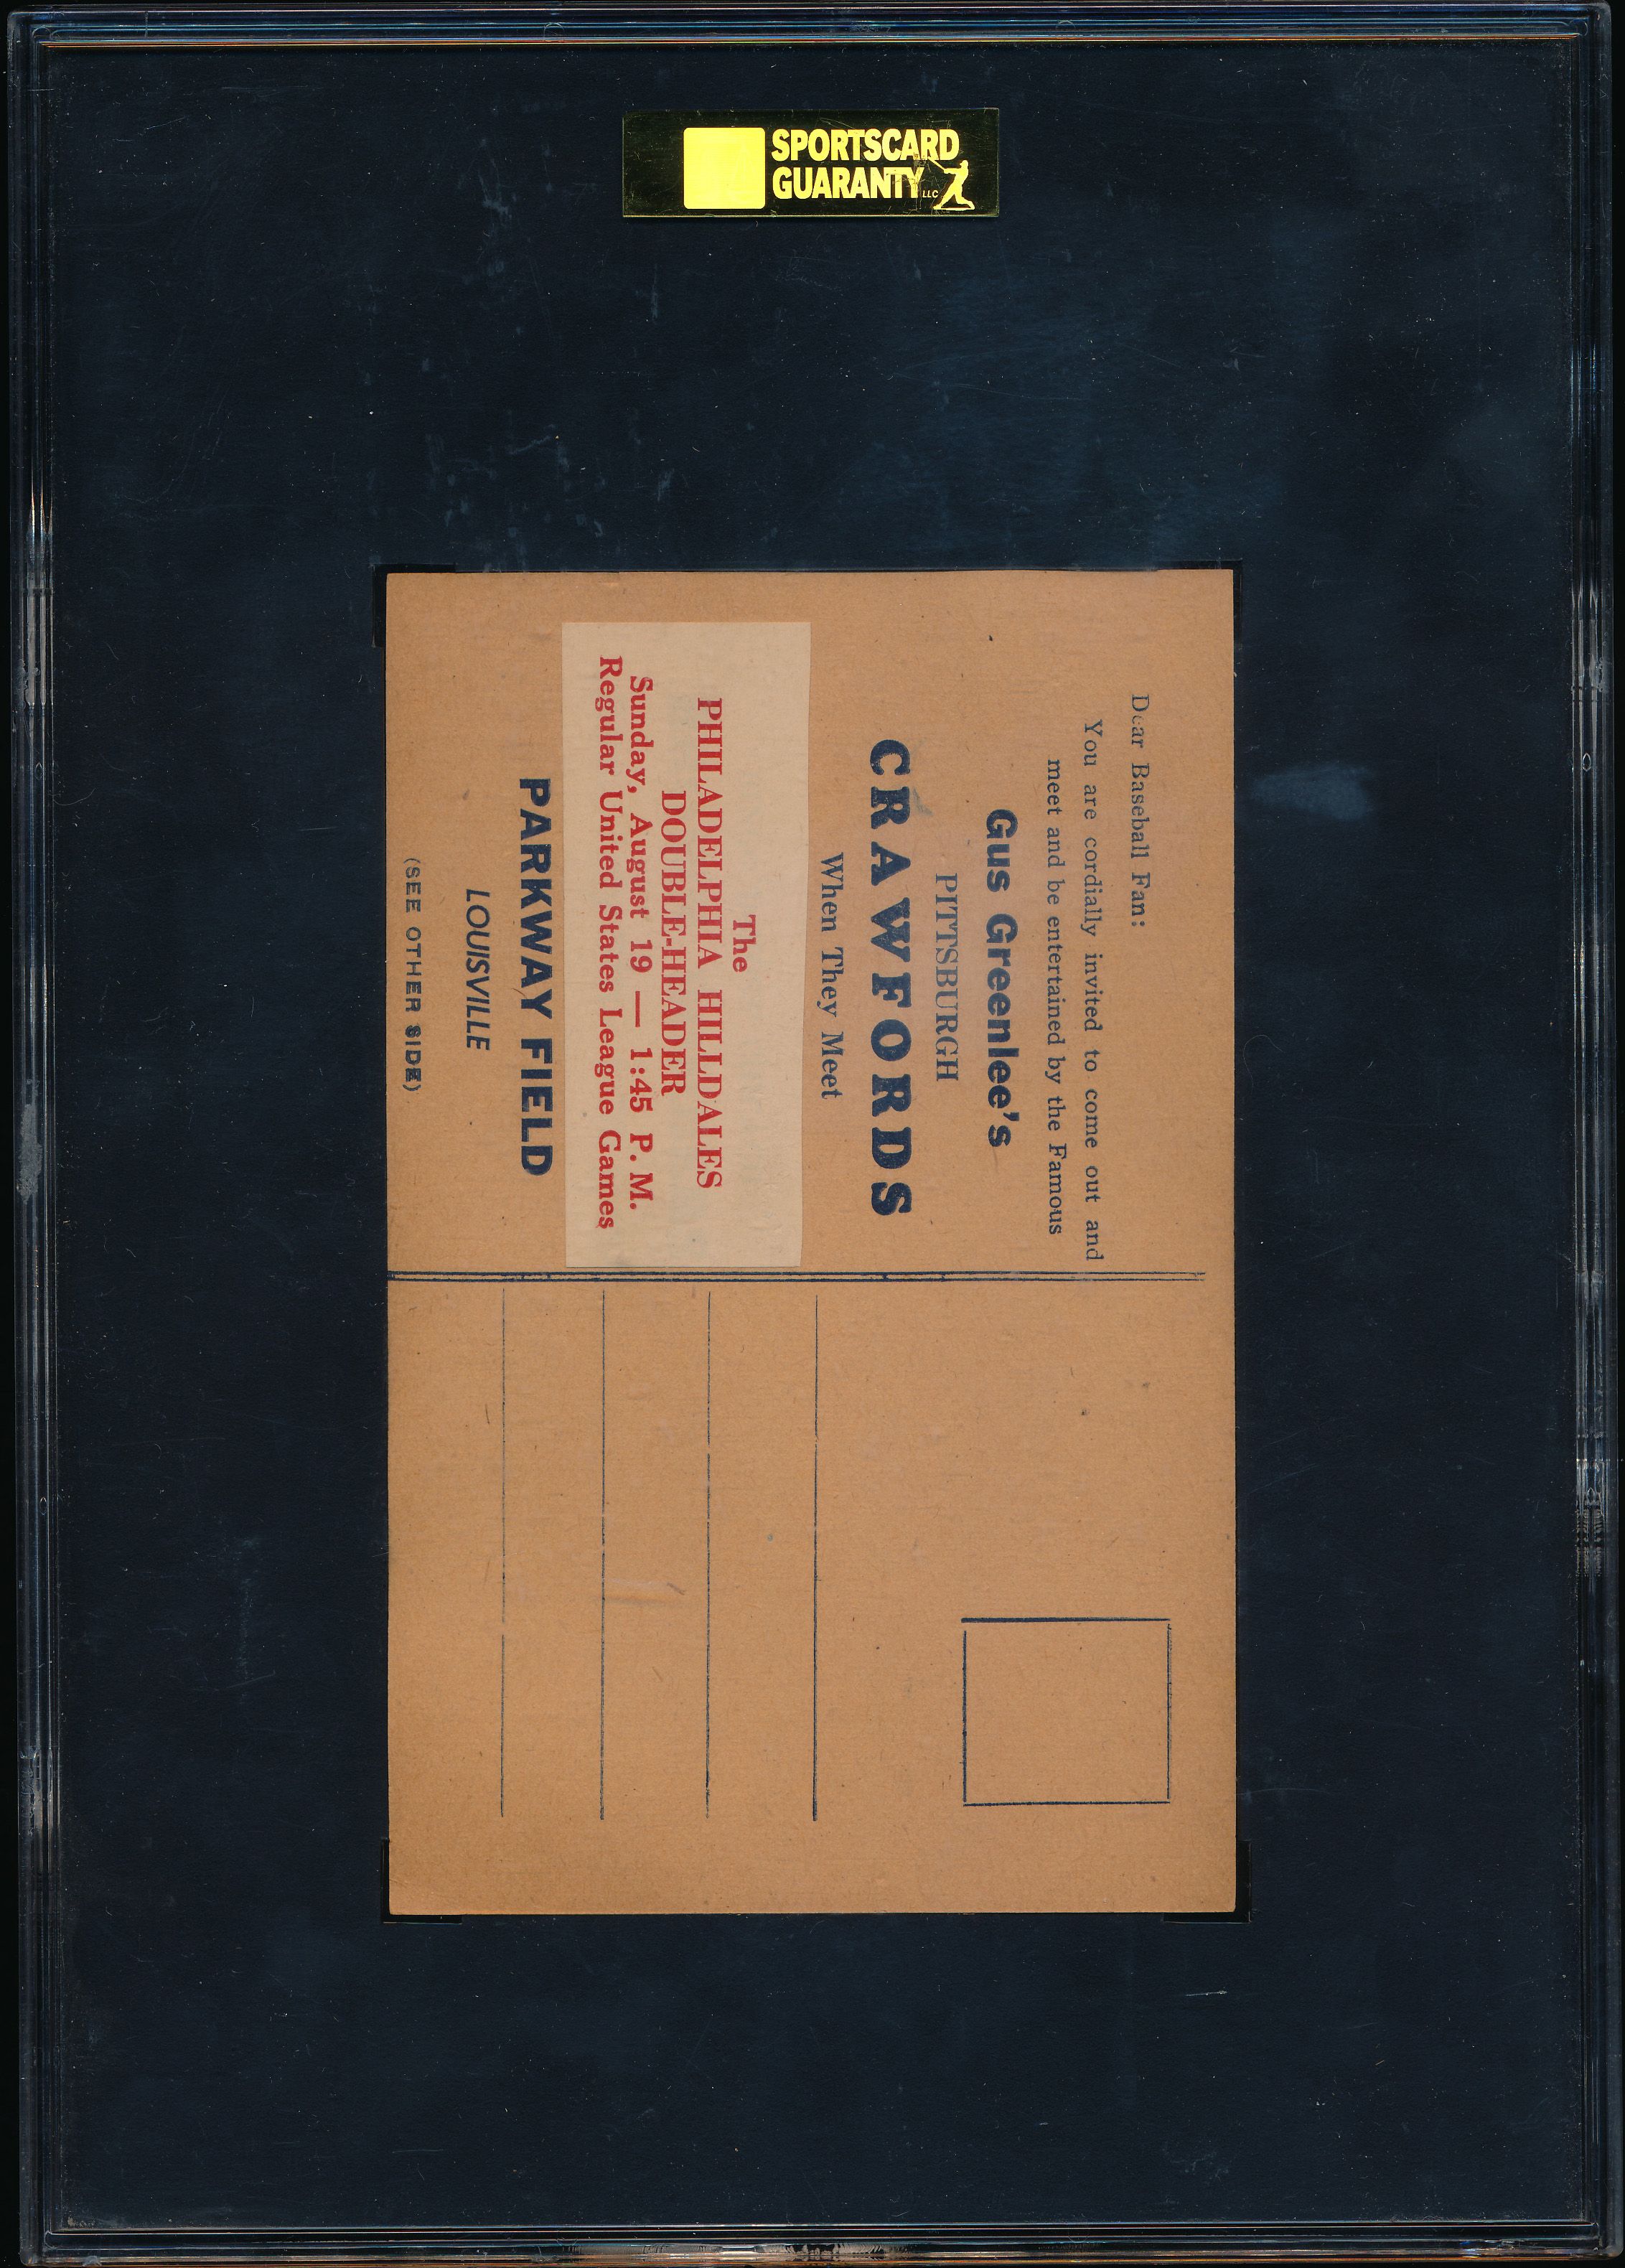 SPORTSCARD
GUARANTY LLC
Dear Baseball Fan:
You are cordially invited to come out and
meet and be entertained by the Famous
Gus Greenlee's
PITTSBURGH
CRAWFORDS
When They Meet
The
PHILADELPHIA HILLDALES
DOUBLE-HEADER
Sunday, August 19 — 1:45 P. M.
Regular United States League Games
PARKWAY FIELD
LOUISVILLE
(SEE OTHER SIDE)